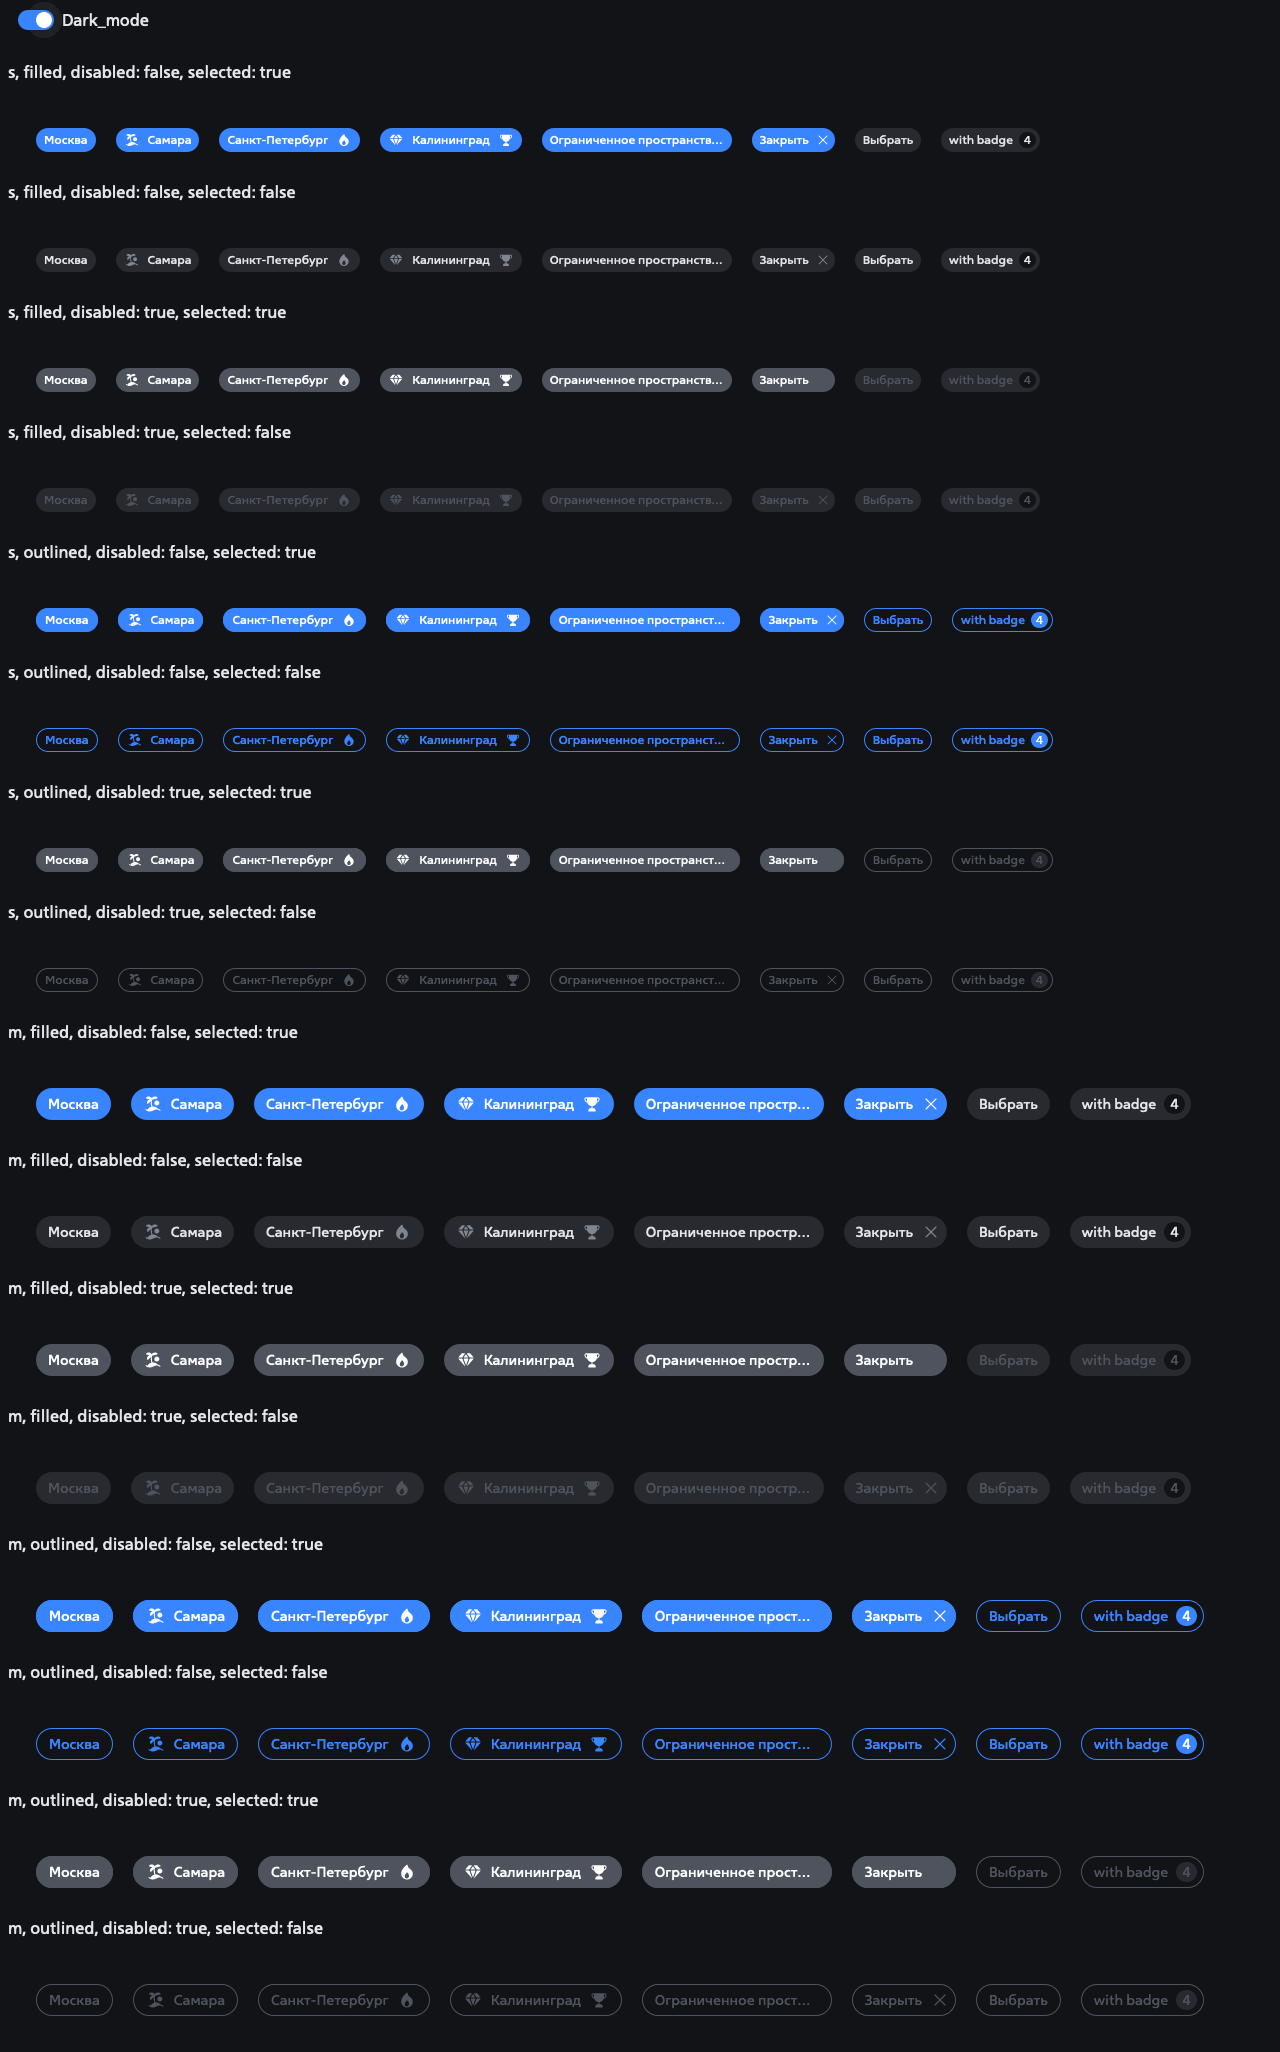 Dark_mode
s, filled, disabled: false, selected: true
Москва Самара Санкт-Петербург Калининград Ограниченное пространств... Закрыть Выбрать with badge 4
s, filled, disabled: false, selected: false
Москва Самара Санкт-Петербург Калининград Ограниченное пространств... Закрыть Выбрать with badge 4
s, filled, disabled: true, selected: true
Москва Самара Санкт-Петербург Калининград Ограниченное пространств... Закрыть Выбрать with badge 4
s, filled, disabled: true, selected: false
Москва Самара Санкт-Петербург Калининград Ограниченное пространств... Закрыть Выбрать with badge 4
s, outlined, disabled: false, selected: true
Москва Самара Санкт-Петербург Калининград Ограниченное пространст... Закрыть Выбрать with badge 4
s, outlined, disabled: false, selected: false
Москва Самара Санкт-Петербург Калининград Ограниченное пространст... Закрыть Выбрать with badge 4
s, outlined, disabled: true, selected: true
Москва Самара Санкт-Петербург Калининград Ограниченное пространст... Закрыть Выбрать with badge 4
s, outlined, disabled: true, selected: false
Москва Самара Санкт-Петербург Калининград Ограниченное пространст... Закрыть Выбрать with badge 4
m, filled, disabled: false, selected: true
Москва Самара Санкт-Петербург Калининград Ограниченное простр... Закрыть Выбрать with badge 4
m, filled, disabled: false, selected: false
Москва Самара Санкт-Петербург Калининград Ограниченное простр... Закрыть Выбрать with badge 4
m, filled, disabled: true, selected: true
Москва Самара Санкт-Петербург Калининград Ограниченное простр... Закрыть Выбрать with badge 4
m, filled, disabled: true, selected: false
Москва Самара Санкт-Петербург Калининград Ограниченное простр... Закрыть Выбрать with badge 4
m, outlined, disabled: false, selected: true
Москва Самара Санкт-Петербург Калининград Ограниченное прост... Закрыть Выбрать with badge 4
m, outlined, disabled: false, selected: false
Москва Самара Санкт-Петербург Калининград Ограниченное прост... Закрыть Выбрать with badge 4
m, outlined, disabled: true, selected: true
Москва Самара Санкт-Петербург Калининград Ограниченное прост... Закрыть Выбрать with badge 4
m, outlined, disabled: true, selected: false
Москва Самара Санкт-Петербург Калининград Ограниченное прост... Закрыть Выбрать with badge 4